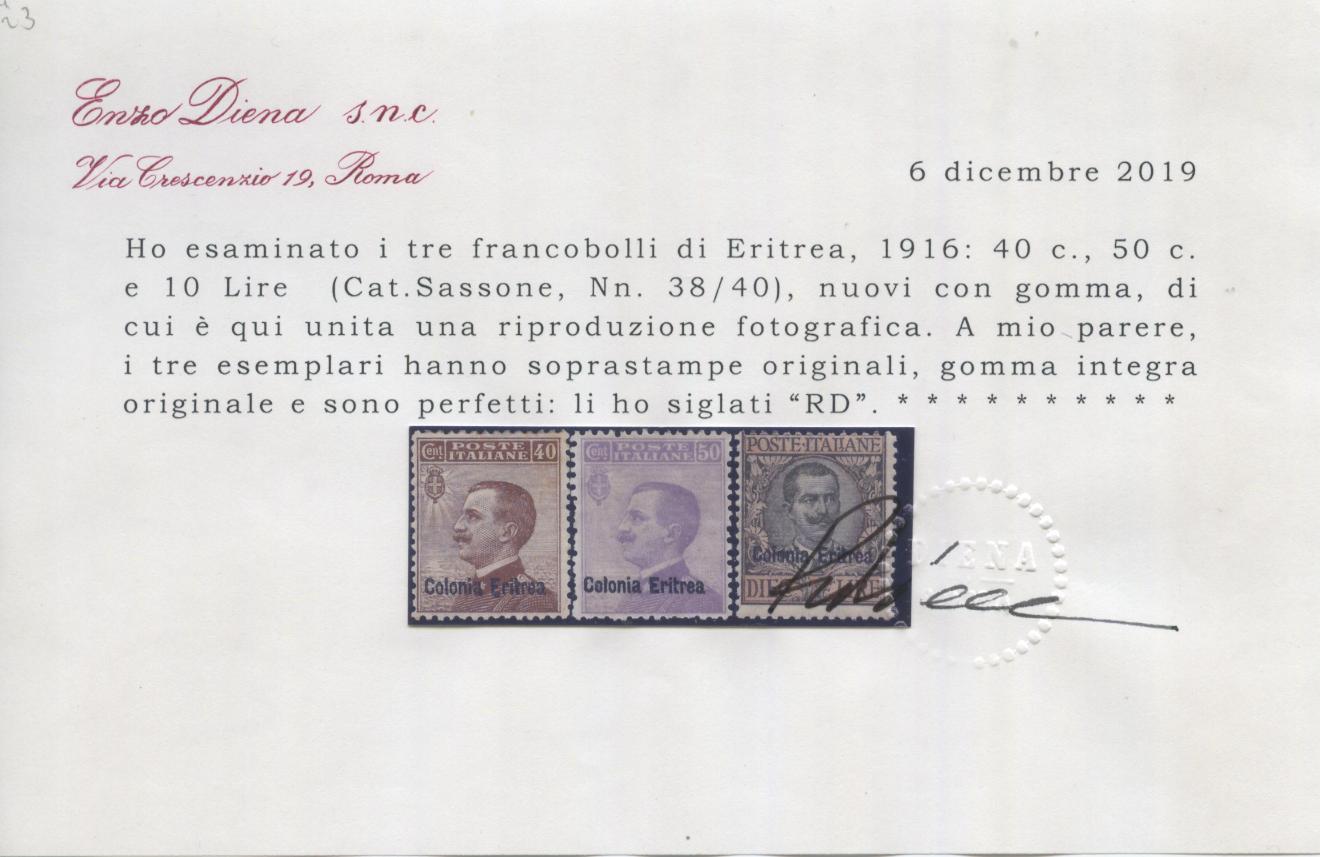 23
Enzo Diena s.n.c.
Via Crescenzio 19, Roma
6 dicembre 2019
Ho esaminato i tre francobolli di Eritrea, 1916: 40 c., 50 c.
e 10 Lire (Cat.Sassone, Nn. 38/40), nuovi con gomma, di
cui è qui unita una riproduzione fotografica. A mio parere,
i tre esemplari hanno soprastampe originali, gomma integra
originale e sono perfetti: li ho siglati “RD”. * * * * * * * * * *
Cent. POSTE ITALIANE 40
Colonia Eritrea
Cent. POSTE ITALIANE 50
Colonia Eritrea
POSTE·ITALIANE
Colonia Eritrea
LIRE
DIENA